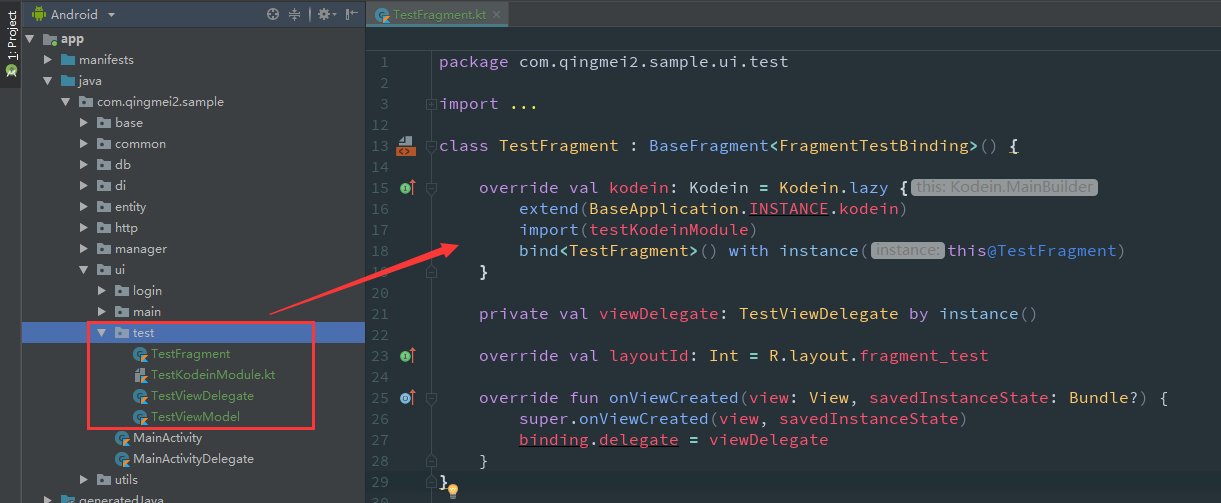 1: Project
Android
app
manifests
java
com.qingmei2.sample
base
common
db
di
entity
http
manager
ui
login
main
test
TestFragment
TestKodeinModule.kt
TestViewDelegate
TestViewModel
MainActivity
MainActivityDelegate
utils
generatedJava
TestFragment.kt
1 package com.qingmei2.sample.ui.test
2
3 import ...
12
13 class TestFragment : BaseFragment<FragmentTestBinding>() {
14
15 override val kodein: Kodein = Kodein.lazy { this: Kodein.MainBuilder
16 extend(BaseApplication.INSTANCE.kodein)
17 import(testKodeinModule)
18 bind<TestFragment>() with instance( instance: this@TestFragment)
19 }
20
21 private val viewDelegate: TestViewDelegate by instance()
22
23 override val layoutId: Int = R.layout.fragment_test
24
25 override fun onViewCreated(view: View, savedInstanceState: Bundle?) {
26 super.onViewCreated(view, savedInstanceState)
27 binding.delegate = viewDelegate
28 }
29 }
30